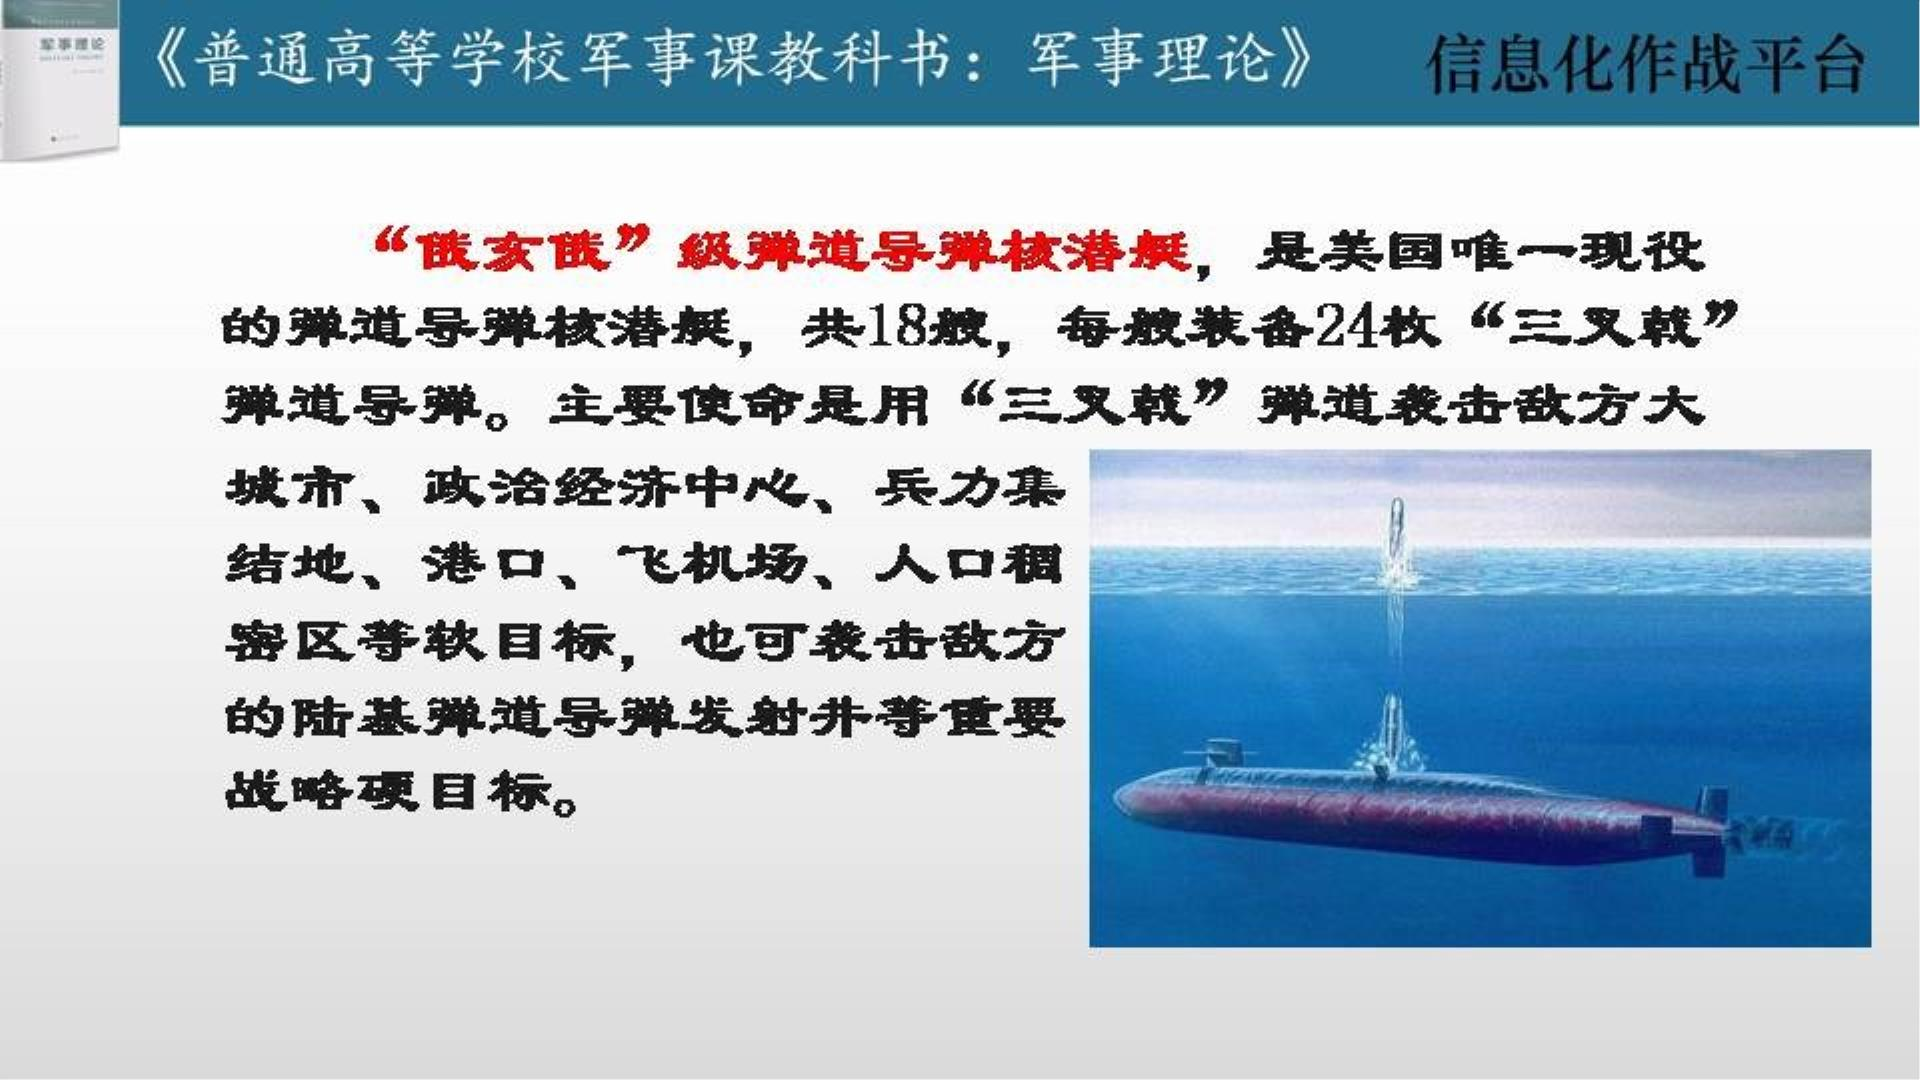 军事理论
《普通高等学校军事课教科书：军事理论》
信息化作战平台
“俄亥俄”级弹道导弹核潜艇，是美国唯一现役
的弹道导弹核潜艇，共18艘，每艘装备24枚“三叉戟”
弹道导弹。主要使命是用“三叉戟”弹道袭击敌方大
城市、政治经济中心、兵力集
结地、港口、飞机场、人口稠
密区等软目标，也可袭击敌方
的陆基弹道导弹发射井等重要
战略硬目标。